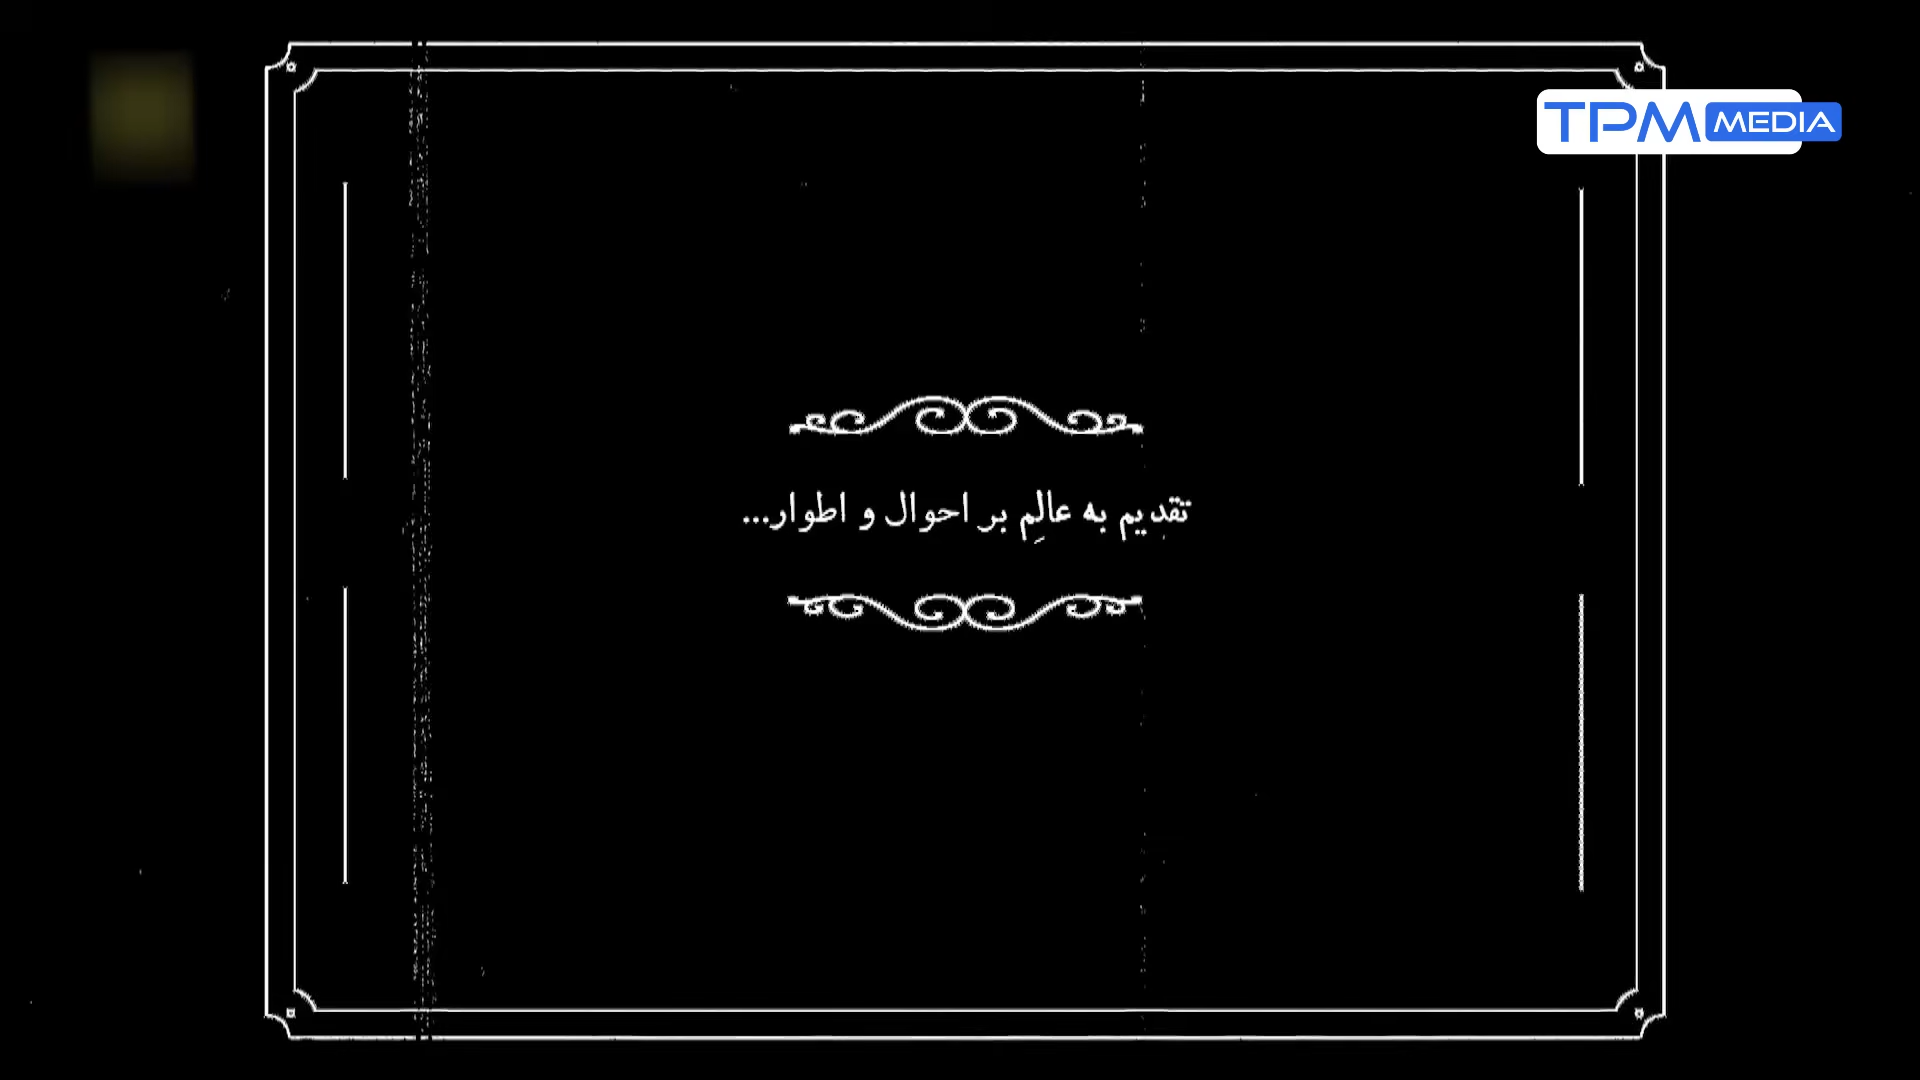 TPM MEDIA
تقدیم به عالِمِ بر احوال و اطوار...